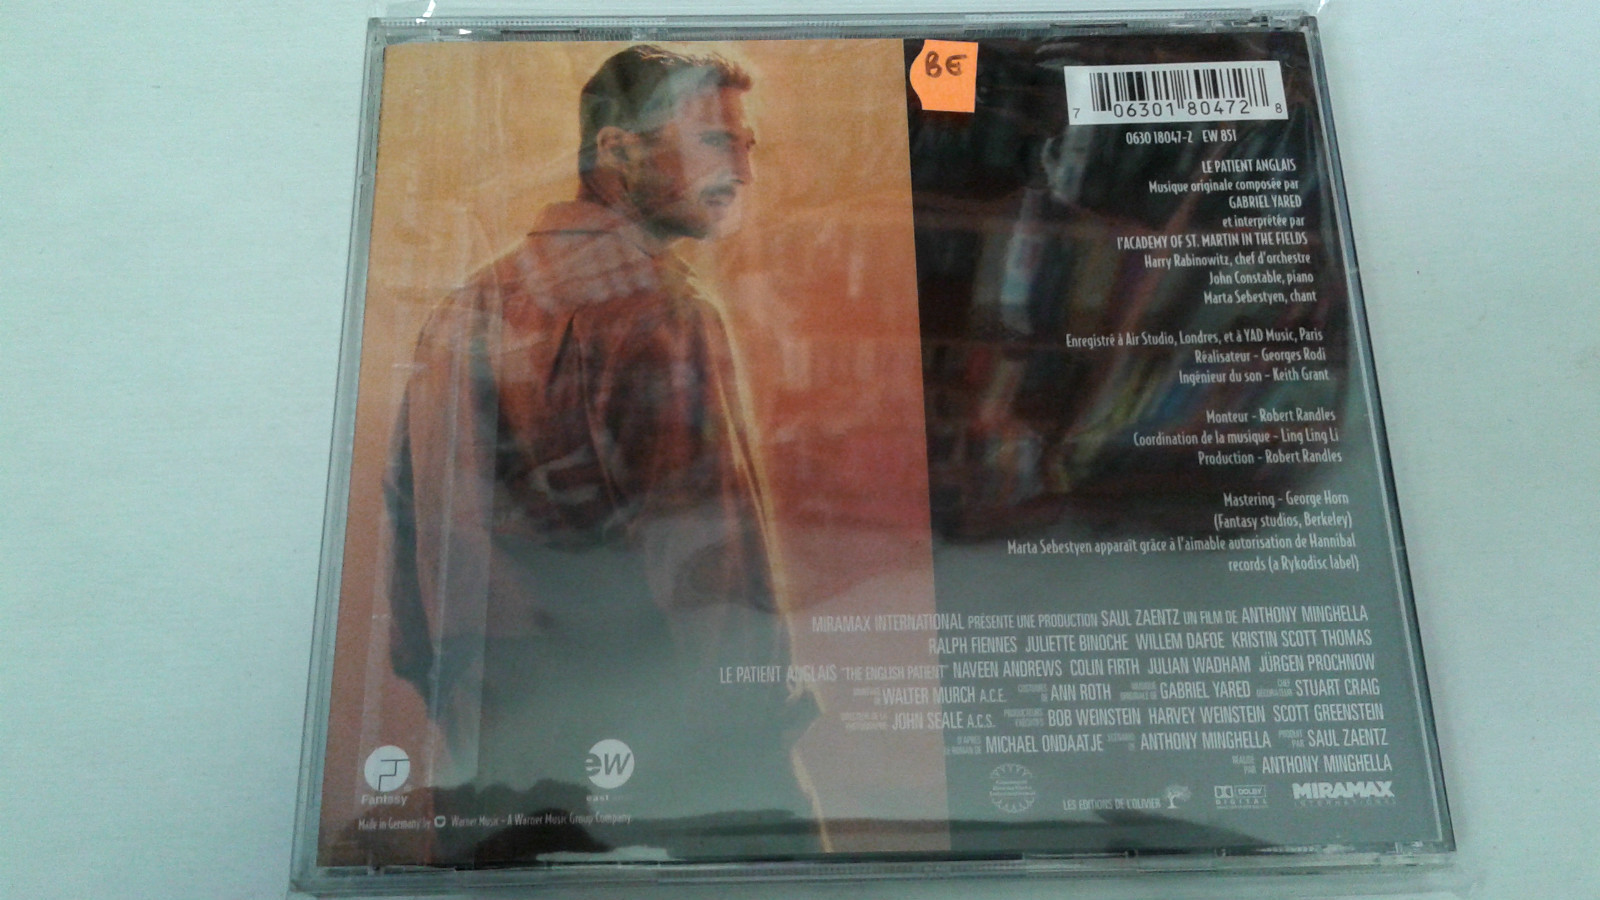 BE
7 06301 80472 8
0630 18047-2 EW 851
LE PATIENT ANGLAIS
Musique originale composée par
GABRIEL YARED
et interprétée par
l'ACADEMY OF ST. MARTIN IN THE FIELDS
Harry Rabinowitz, chef d'orchestre
John Constable, piano
Marta Sebestyen, chant
Enregistré à Air Studio, Londres, et à YAD Music, Paris
Réalisateur - Georges Rodi
Ingénieur du son - Keith Grant
Monteur - Robert Randles
Coordination de la musique - Ling Ling Li
Production - Robert Randles
Mastering - George Horn
(Fantasy studios, Berkeley)
Marta Sebestyen apparaît grâce à l'aimable autorisation de Hannibal
records (a Rykodisc label)
MIRAMAX INTERNATIONAL PRÉSENTE UNE PRODUCTION SAUL ZAENTZ UN FILM DE ANTHONY MINGHELLA
RALPH FIENNES JULIETTE BINOCHE WILLEM DAFOE KRISTIN SCOTT THOMAS
LE PATIENT ANGLAIS "THE ENGLISH PATIENT" NAVEEN ANDREWS COLIN FIRTH JULIAN WADHAM JÜRGEN PROCHNOW
WALTER MURCH A.C.E. ANN ROTH GABRIEL YARED STUART CRAIG
JOHN SEALE A.C.S. BOB WEINSTEIN HARVEY WEINSTEIN SCOTT GREENSTEIN
MICHAEL ONDAATJE ANTHONY MINGHELLA PRODUIT PAR SAUL ZAENTZ
RÉALISÉ PAR ANTHONY MINGHELLA
Fantasy
ew
east
LES EDITIONS DE L'OLIVIER
DOLBY
DIGITAL
MIRAMAX
INTERNATIONAL
Made in Germany by Warner Music - A Warner Music Group Company